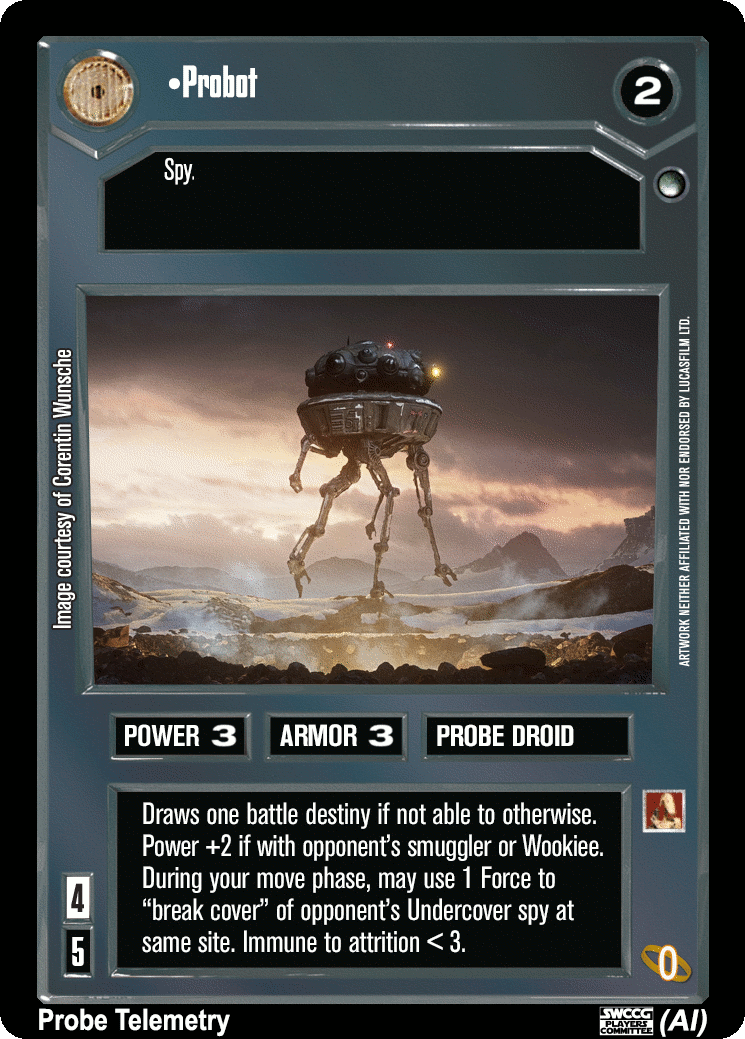 •Probot
2
Spy.
Image courtesy of Corentin Wunsche
ARTWORK NEITHER AFFILIATED WITH NOR ENDORSED BY LUCASFILM LTD.
POWER 3
ARMOR 3
PROBE DROID
Draws one battle destiny if not able to otherwise.
Power +2 if with opponent's smuggler or Wookiee.
During your move phase, may use 1 Force to
“break cover” of opponent's Undercover spy at
same site. Immune to attrition < 3.
4
5
0
Probe Telemetry
SWCCG
PLAYERS
COMMITTEE
(AI)